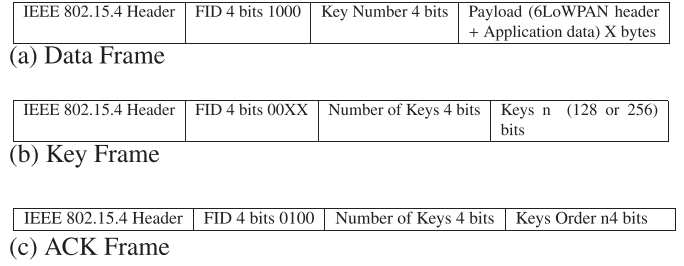 IEEE 802.15.4 Header FID 4 bits 1000 Key Number 4 bits Payload (6LoWPAN header
+ Application data) X bytes
(a) Data Frame
IEEE 802.15.4 Header FID 4 bits 00XX Number of Keys 4 bits Keys n (128 or 256)
bits
(b) Key Frame
IEEE 802.15.4 Header FID 4 bits 0100 Number of Keys 4 bits Keys Order n4 bits
(c) ACK Frame